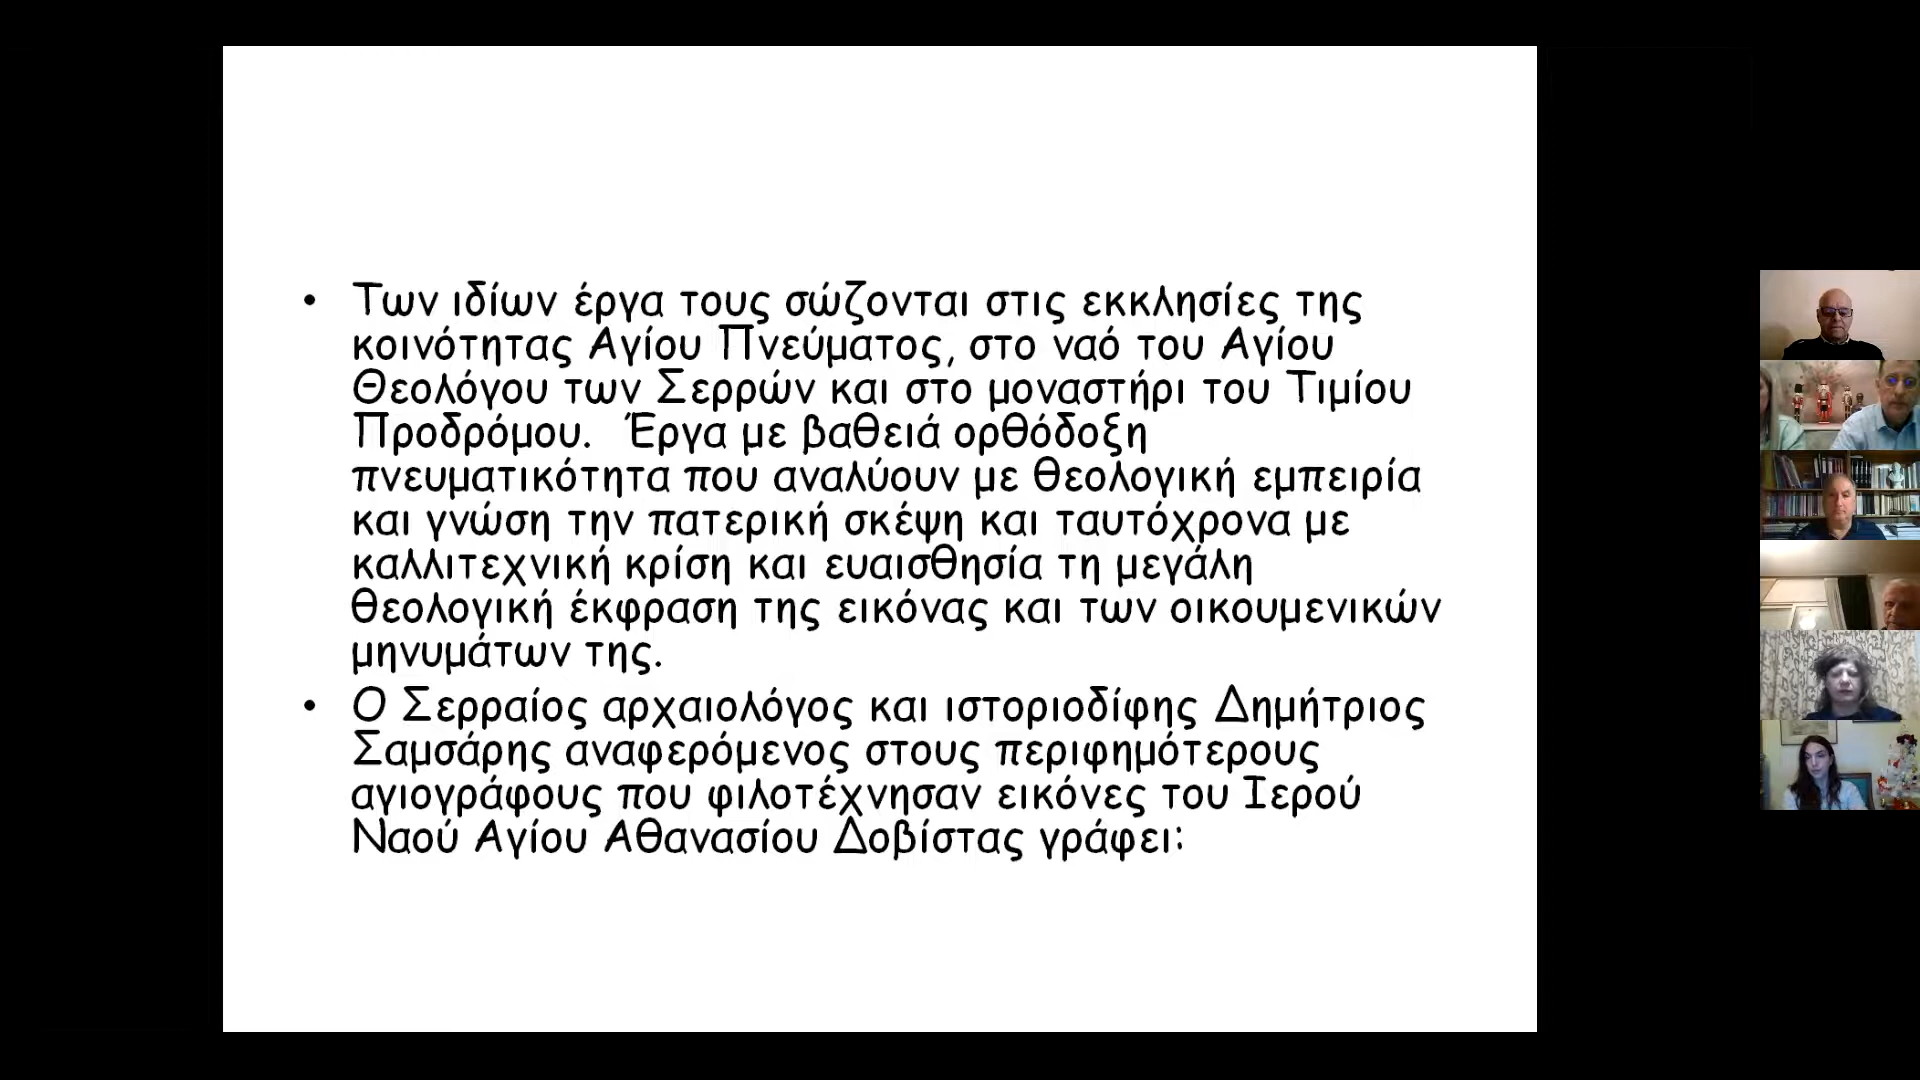 • Των ιδίων έργα τους σώζονται στις εκκλησίες της
κοινότητας Αγίου Πνεύματος, στο ναό του Αγίου
Θεολόγου των Σερρών και στο μοναστήρι του Τιμίου
Προδρόμου.  Έργα με βαθειά ορθόδοξη
πνευματικότητα που αναλύουν με θεολογική εμπειρία
και γνώση την πατερική σκέψη και ταυτόχρονα με
καλλιτεχνική κρίση και ευαισθησία τη μεγάλη
θεολογική έκφραση της εικόνας και των οικουμενικών
μηνυμάτων της.
• Ο Σερραίος αρχαιολόγος και ιστοριοδίφης Δημήτριος
Σαμσάρης αναφερόμενος στους περιφημότερους
αγιογράφους που φιλοτέχνησαν εικόνες του Ιερού
Ναού Αγίου Αθανασίου Δοβίστας γράφει: